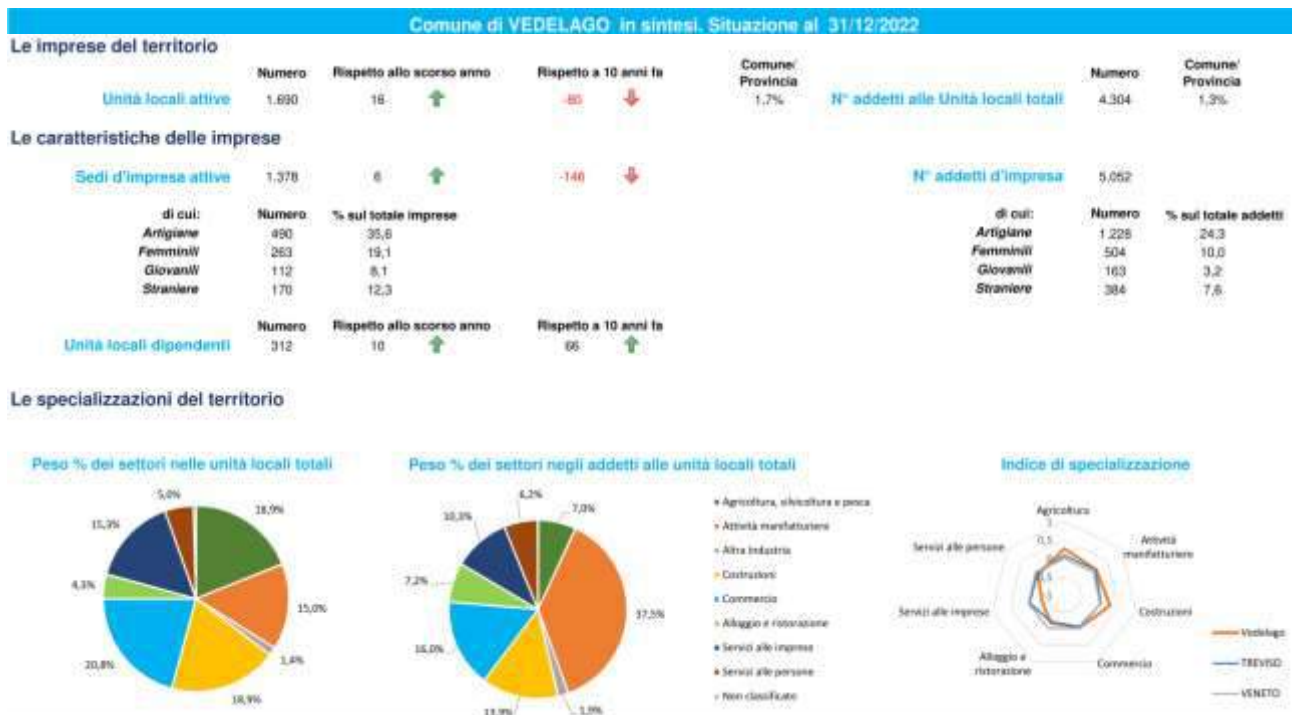 Comune di VEDELAGO in sintesi. Situazione al 31/12/2022
Le imprese del territorio
Numero Rispetto allo scorso anno Rispetto a 10 anni fa Comune/ Provincia Numero Comune/ Provincia
Unità locali attive 1.690 16 1,7% N° addetti alle Unità locali totali 4.304 1,3%
Le caratteristiche delle imprese
Sedi d'impresa attive 1.378 6 -146 N° addetti d'impresa 5.052
di cui: Numero % sul totale imprese di cui: Numero % sul totale addetti
Artigiane 490 35,6 Artigiane 1.228 24,3
Femminili 263 19,1 Femminili 504 10,0
Giovanili 112 8,1 Giovanili 163 3,2
Straniere 170 12,3 Straniere 384 7,6
Numero Rispetto allo scorso anno Rispetto a 10 anni fa
Unità locali dipendenti 312 10 66
Le specializzazioni del territorio
Peso % dei settori nelle unità locali totali
5,0%
18,9%
15,3%
4,3%
15,0%
1,4%
20,8%
18,9%
Peso % dei settori negli addetti alle unità locali totali
6,2%
7,0%
10,3%
7,2%
37,5%
16,0%
13,9%
1,9%
Agricoltura, silvicoltura e pesca
Attività manifatturiere
Altra industria
Costruzioni
Commercio
Alloggio e ristorazione
Servizi alle imprese
Servizi alle persone
Non classificate
Indice di specializzazione
Agricoltura
1
0,5
Servizi alle persone
Attività manifatturiere
Servizi alle imprese
Costruzioni
Alloggio e ristorazione
Commercio
Vedelago
TREVISO
VENETO